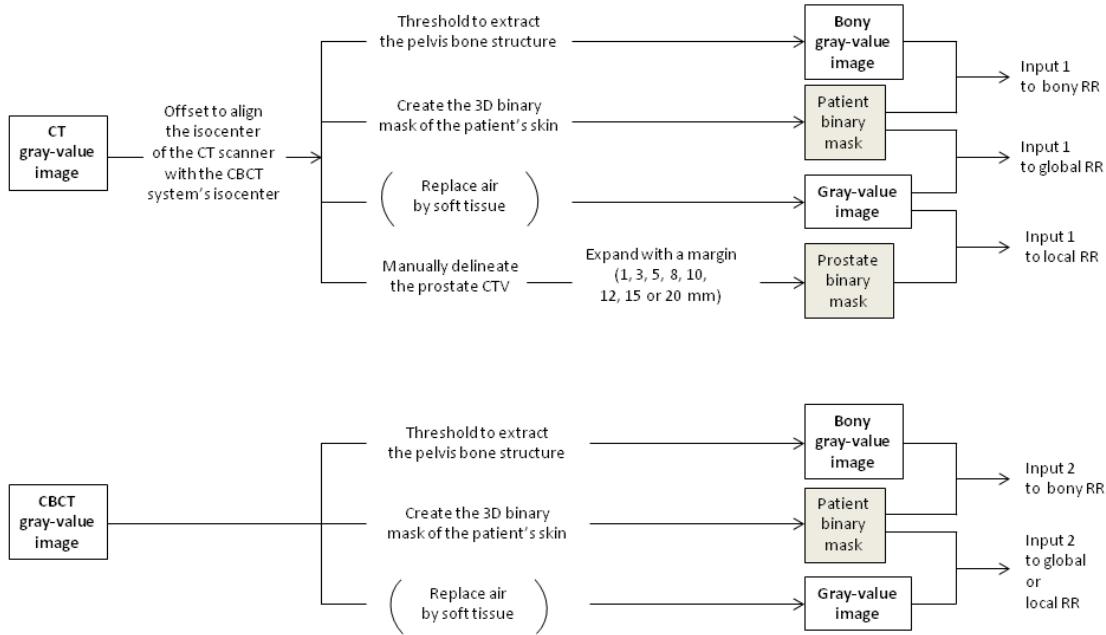 CT
gray-value
image
Offset to align
the isocenter
of the CT scanner
with the CBCT
system's isocenter
Threshold to extract
the pelvis bone structure
Bony
gray-value
image
Create the 3D binary
mask of the patient's skin
Patient
binary
mask
Replace air
by soft tissue
Gray-value
image
Manually delineate
the prostate CTV
Expand with a margin
(1, 3, 5, 8, 10,
12, 15 or 20 mm)
Prostate
binary
mask
Input 1
to bony RR
Input 1
to global RR
Input 1
to local RR
CBCT
gray-value
image
Threshold to extract
the pelvis bone structure
Bony
gray-value
image
Create the 3D binary
mask of the patient's skin
Patient
binary
mask
Replace air
by soft tissue
Gray-value
image
Input 2
to bony RR
Input 2
to global
or
local RR